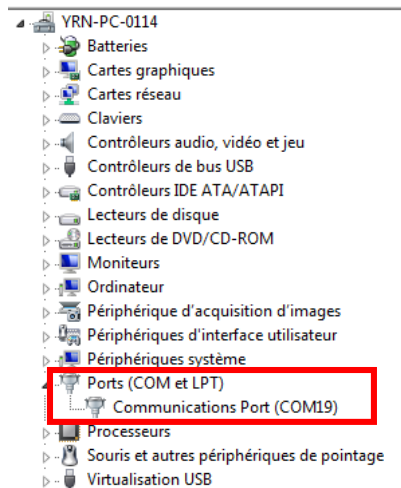 YRN-PC-0114
Batteries
Cartes graphiques
Cartes réseau
Claviers
Contrôleurs audio, vidéo et jeu
Contrôleurs de bus USB
Contrôleurs IDE ATA/ATAPI
Lecteurs de disque
Lecteurs de DVD/CD-ROM
Moniteurs
Ordinateur
Périphérique d'acquisition d'images
Périphériques d'interface utilisateur
Périphériques système
Ports (COM et LPT)
Communications Port (COM19)
Processeurs
Souris et autres périphériques de pointage
Virtualisation USB